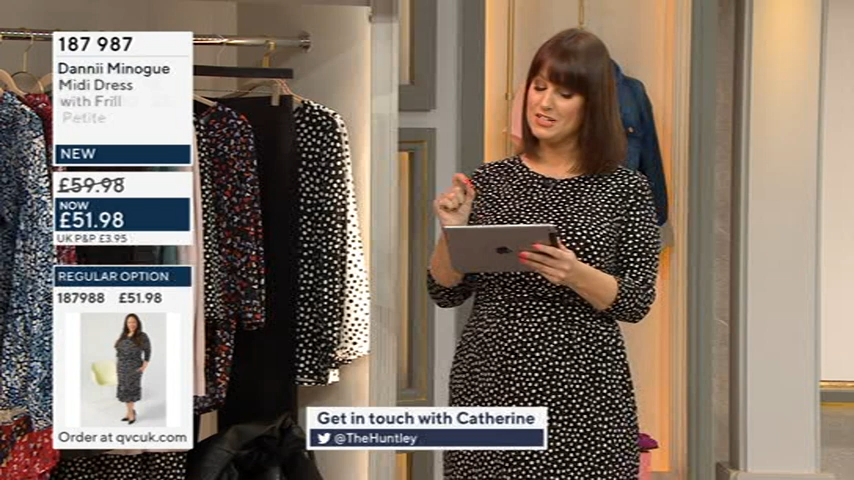 187 987
Dannii Minogue
Midi Dress
with Frill
Petite
NEW
£59.98
NOW
£51.98
UK P&P £3.95
REGULAR OPTION
187988 £51.98
Order at qvcuk.com
Get in touch with Catherine
@TheHuntley